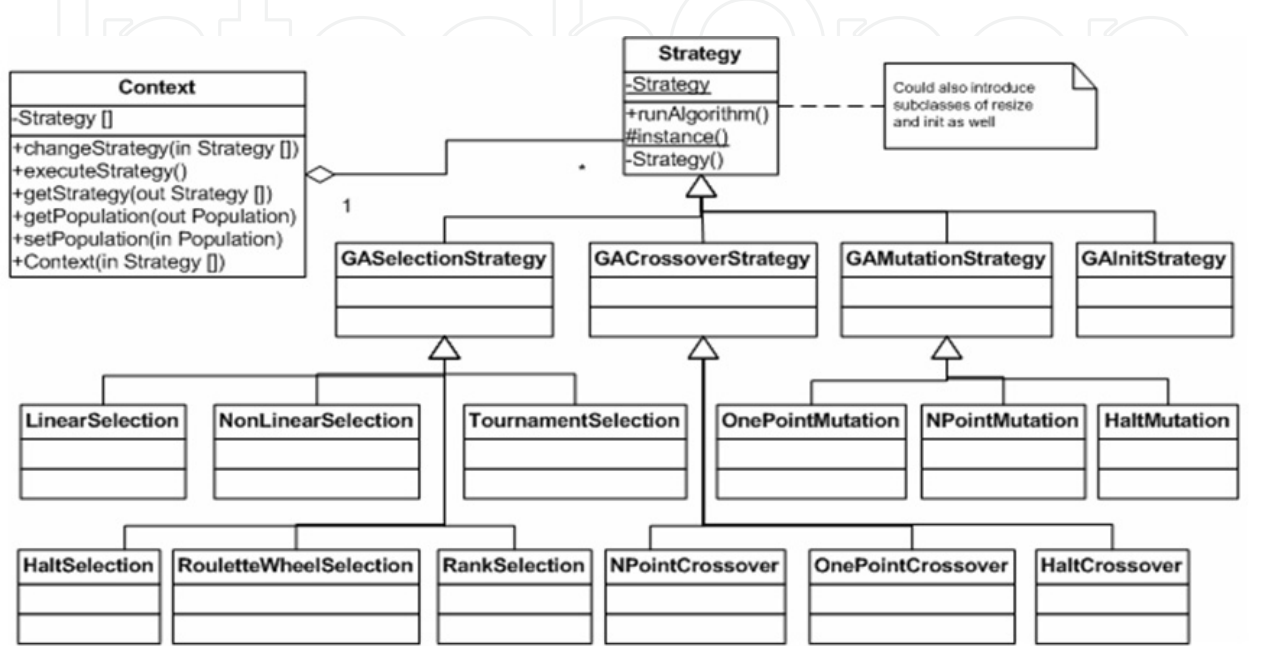 IntechOpen
Strategy
-Strategy
+runAlgorithm()
#instance()
-Strategy()
Could also introduce
subclasses of resize
and init as well
Context
-Strategy []
+changeStrategy(in Strategy [])
+executeStrategy()
+getStrategy(out Strategy [])
+getPopulation(out Population)
+setPopulation(in Population)
+Context(in Strategy [])
1
*
GASelectionStrategy
GACrossoverStrategy
GAMutationStrategy
GAInitStrategy
LinearSelection
NonLinearSelection
TournamentSelection
OnePointMutation
NPointMutation
HaltMutation
HaltSelection
RouletteWheelSelection
RankSelection
NPointCrossover
OnePointCrossover
HaltCrossover